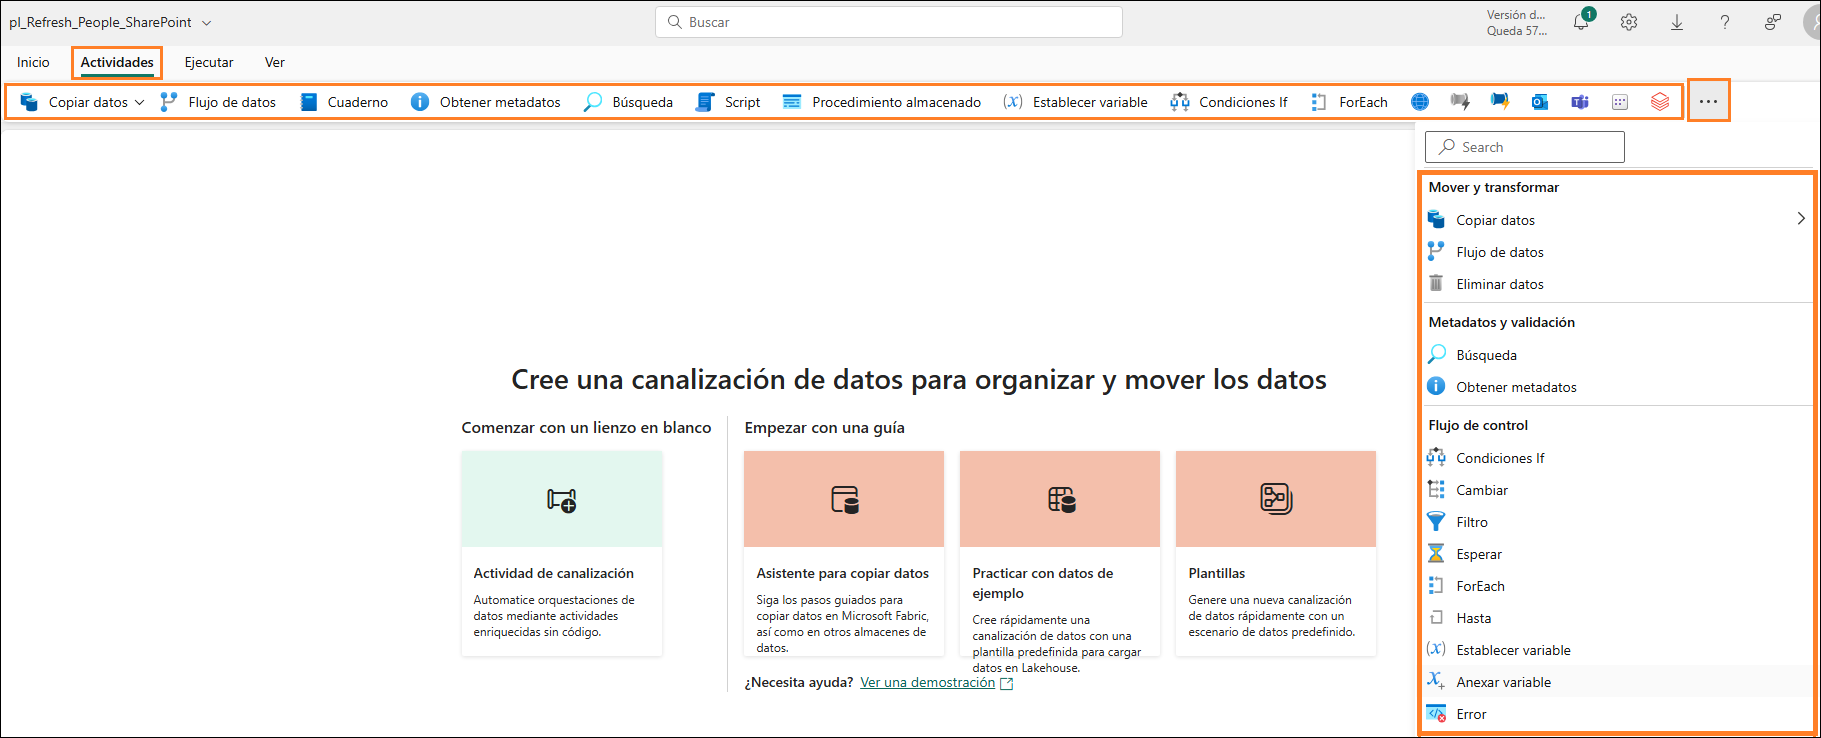 pl_Refresh_People_SharePoint
Buscar
Versión d...
Queda 57...
1
Inicio
Actividades
Ejecutar
Ver
Copiar datos
Flujo de datos
Cuaderno
Obtener metadatos
Búsqueda
Script
Procedimiento almacenado
(x)
Establecer variable
Condiciones If
ForEach
Search
Mover y transformar
Copiar datos
Flujo de datos
Eliminar datos
Metadatos y validación
Búsqueda
Obtener metadatos
Flujo de control
Condiciones If
Cambiar
Filtro
Esperar
ForEach
Hasta
(x)
Establecer variable
Anexar variable
Error
Cree una canalización de datos para organizar y mover los datos
Comenzar con un lienzo en blanco
Actividad de canalización
Automatice orquestaciones de
datos mediante actividades
enriquecidas sin código.
Empezar con una guía
Asistente para copiar datos
Siga los pasos guiados para
copiar datos en Microsoft Fabric,
así como en otros almacenes de
datos.
Practicar con datos de
ejemplo
Cree rápidamente una
canalización de datos con una
plantilla predefinida para cargar
datos en Lakehouse.
Plantillas
Genere una nueva canalización
de datos rápidamente con un
escenario de datos predefinido.
¿Necesita ayuda? Ver una demostración